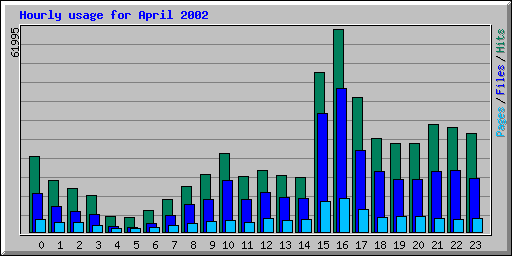 Hourly usage for April 2002
61995
Pages/Files/Hits
0 1 2 3 4 5 6 7 8 9 10 11 12 13 14 15 16 17 18 19 20 21 22 23